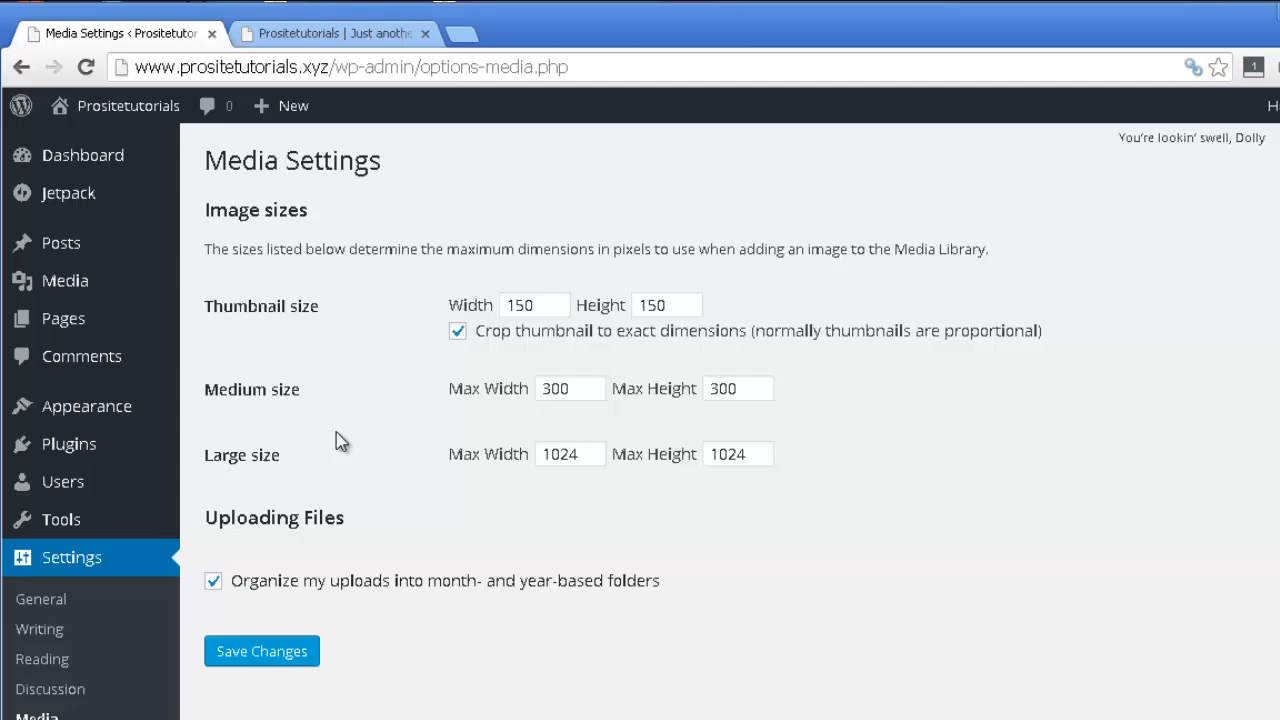 Media Settings < Prositetutor
Prositetutorials | Just anothe
www.prositetutorials.xyz/wp-admin/options-media.php
1
Prositetutorials 0 New
You're lookin' swell, Dolly
Dashboard
Jetpack
Posts
Media
Pages
Comments
Appearance
Plugins
Users
Tools
Settings
General
Writing
Reading
Discussion
Media
Media Settings
Image sizes
The sizes listed below determine the maximum dimensions in pixels to use when adding an image to the Media Library.
Thumbnail size Width 150 Height 150
Crop thumbnail to exact dimensions (normally thumbnails are proportional)
Medium size Max Width 300 Max Height 300
Large size Max Width 1024 Max Height 1024
Uploading Files
Organize my uploads into month- and year-based folders
Save Changes